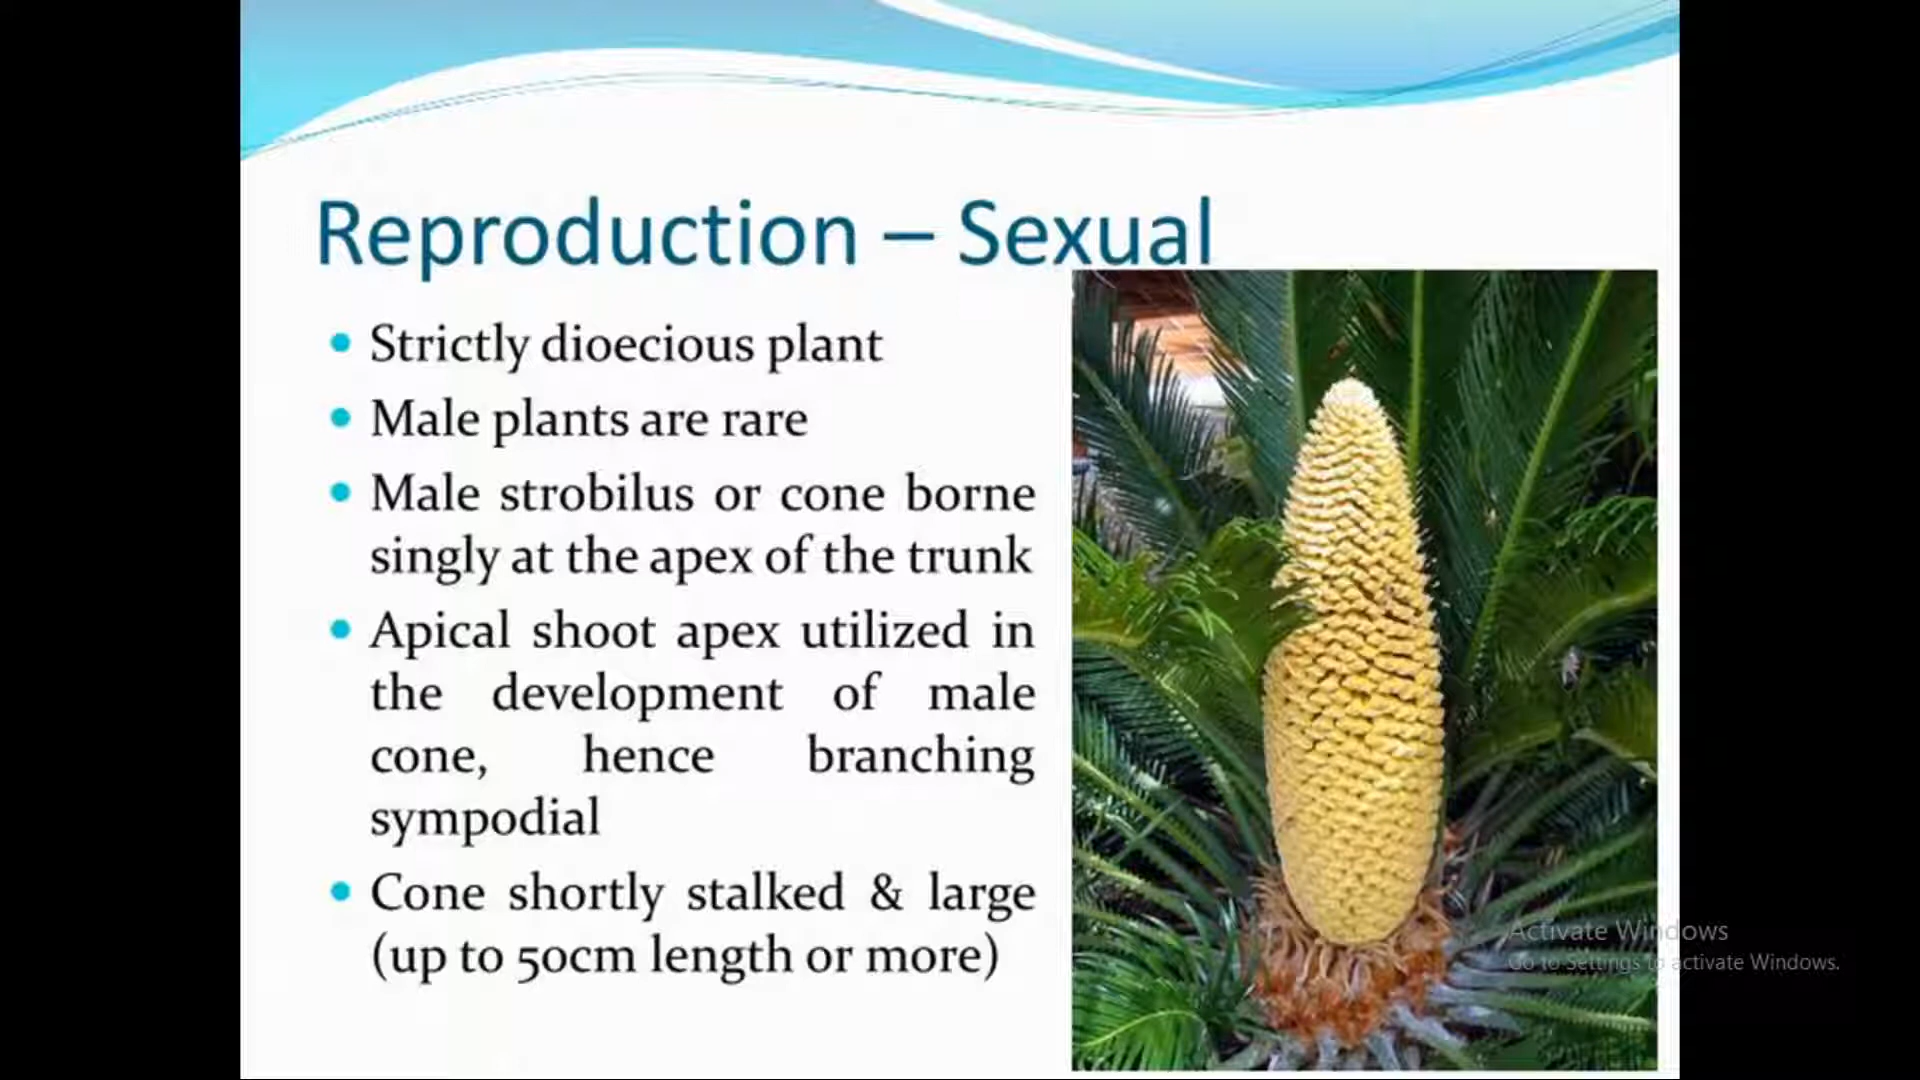 Reproduction – Sexual
Strictly dioecious plant
Male plants are rare
Male strobilus or cone borne
singly at the apex of the trunk
Apical shoot apex utilized in
the development of male
cone, hence branching
sympodial
Cone shortly stalked & large
(up to 50cm length or more)
Activate Windows
Go to Settings to activate Windows.